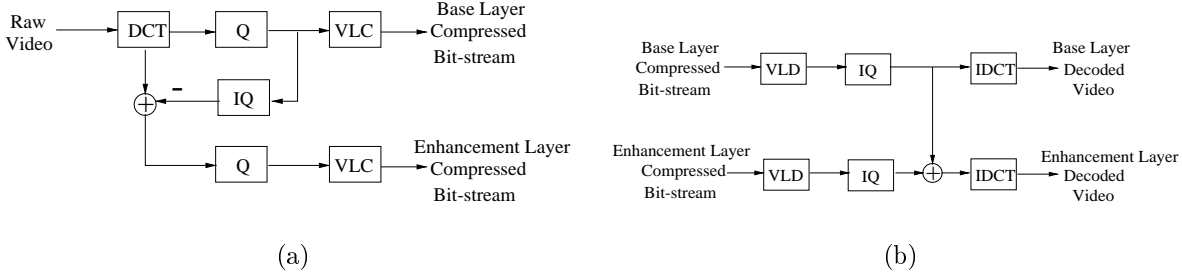 Raw
Video
DCT
Q
VLC
Base Layer
Compressed
Bit-stream
–
+
IQ
Q
VLC
Enhancement Layer
Compressed
Bit-stream
(a)
Base Layer
Compressed
Bit-stream
VLD
IQ
IDCT
Base Layer
Decoded
Video
Enhancement Layer
Compressed
Bit-stream
VLD
IQ
+
IDCT
Enhancement Layer
Decoded
Video
(b)